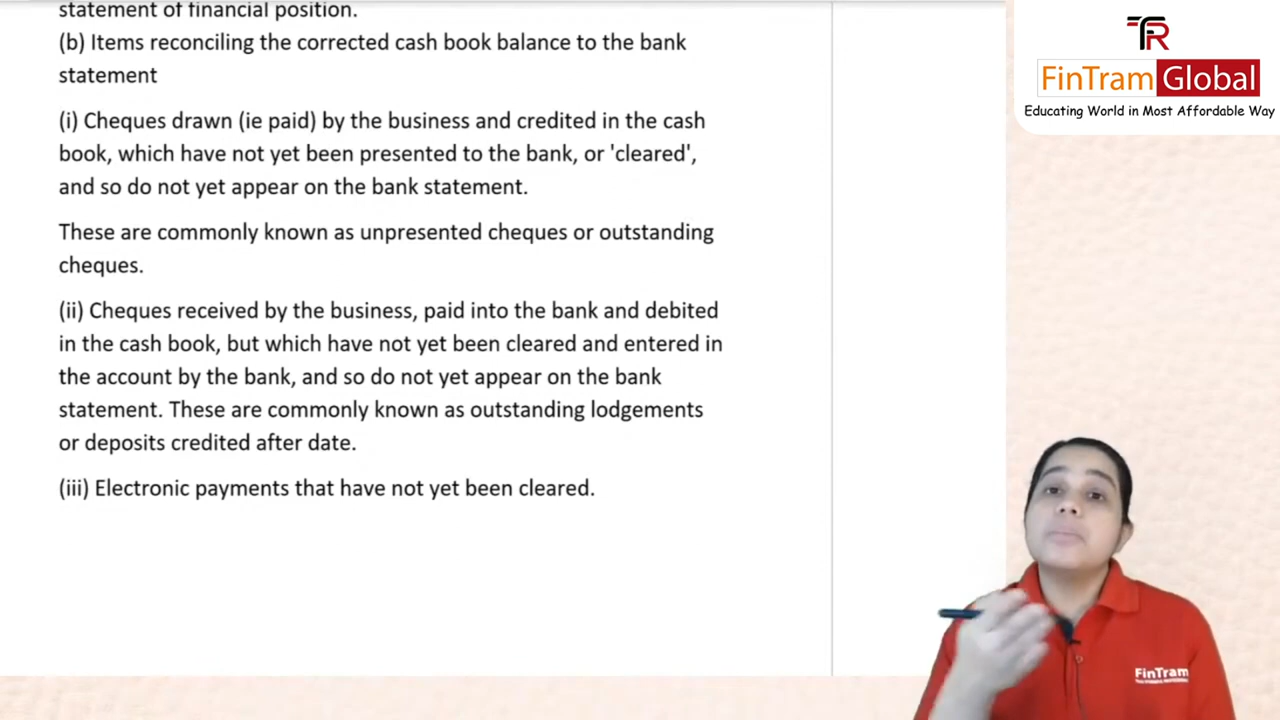 statement of financial position.
(b) Items reconciling the corrected cash book balance to the bank
statement
(i) Cheques drawn (ie paid) by the business and credited in the cash
book, which have not yet been presented to the bank, or 'cleared',
and so do not yet appear on the bank statement.
These are commonly known as unpresented cheques or outstanding
cheques.
(ii) Cheques received by the business, paid into the bank and debited
in the cash book, but which have not yet been cleared and entered in
the account by the bank, and so do not yet appear on the bank
statement. These are commonly known as outstanding lodgements
or deposits credited after date.
(iii) Electronic payments that have not yet been cleared.
FinTram Global
Educating World in Most Affordable Way
FinTram